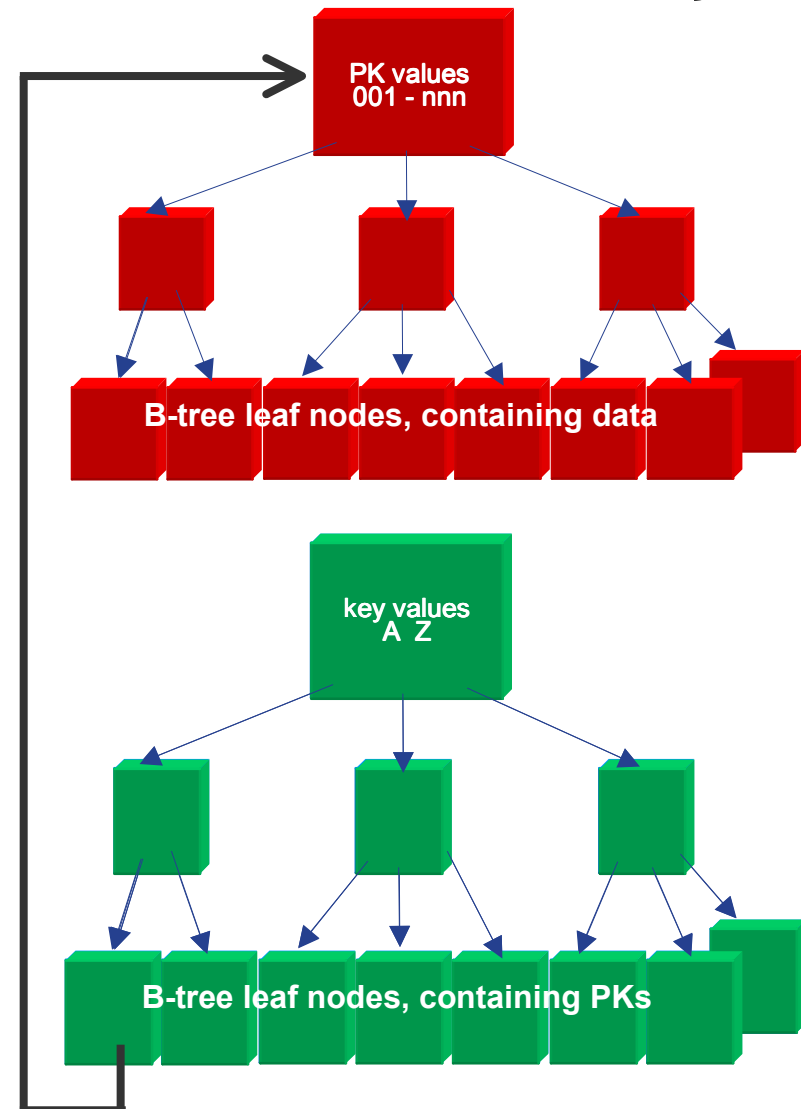 PK values
001 - nnn
B-tree leaf nodes, containing data
key values
A Z
B-tree leaf nodes, containing PKs